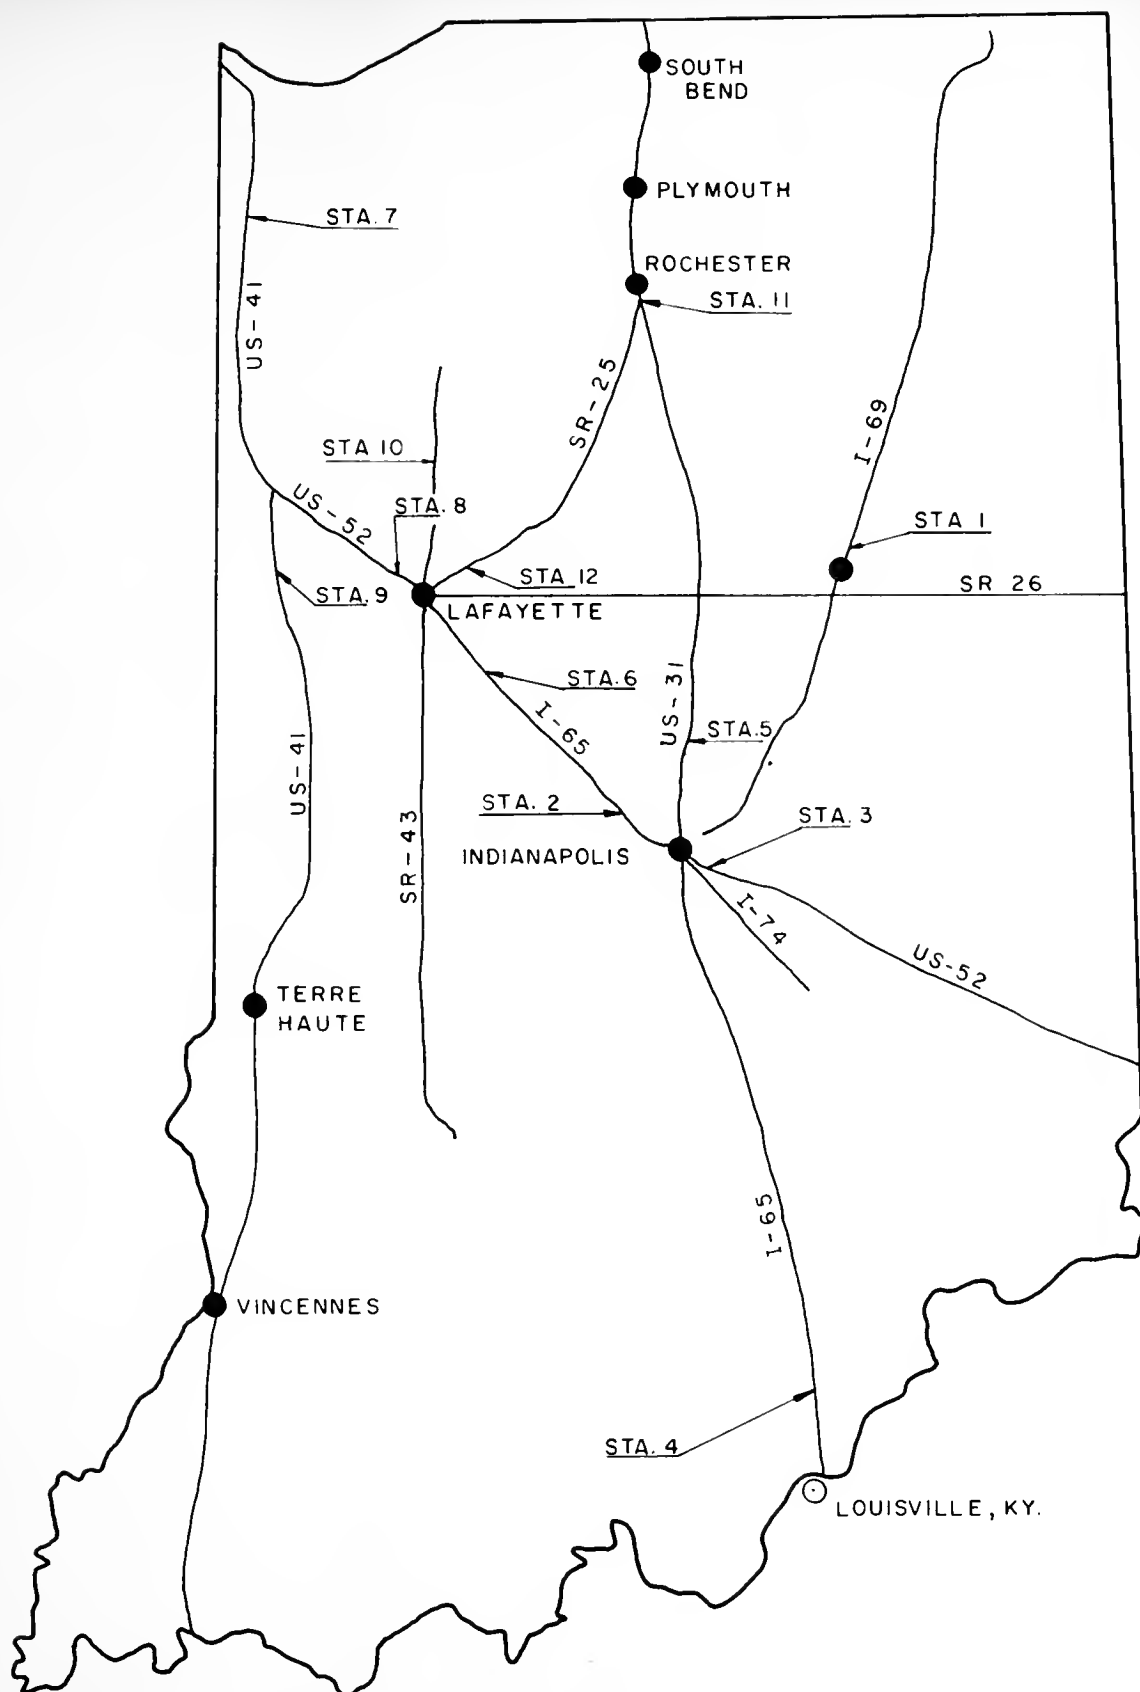 SOUTH
BEND
PLYMOUTH
STA. 7
ROCHESTER
STA. 11
US-41
SR-25
I-69
STA 10
US-52
STA. 8
STA 1
STA 12
SR 26
STA. 9
LAFAYETTE
STA. 6
US-31
I-65
STA. 5
US-41
STA. 2
STA. 3
SR-43
INDIANAPOLIS
I-74
US-52
TERRE
HAUTE
I-65
VINCENNES
STA. 4
LOUISVILLE, KY.